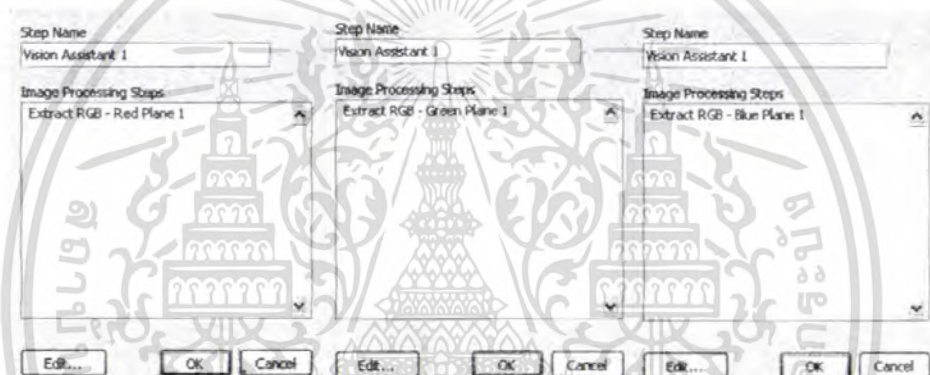 Step Name
Vision Assistant 1
Image Processing Steps
Extract RGB - Red Plane 1
Edit...
OK
Cancel
Step Name
Vision Assistant 1
Image Processing Steps
Extract RGB - Green Plane 1
Edit...
OK
Cancel
Step Name
Vision Assistant 1
Image Processing Steps
Extract RGB - Blue Plane 1
Edit...
OK
Cancel